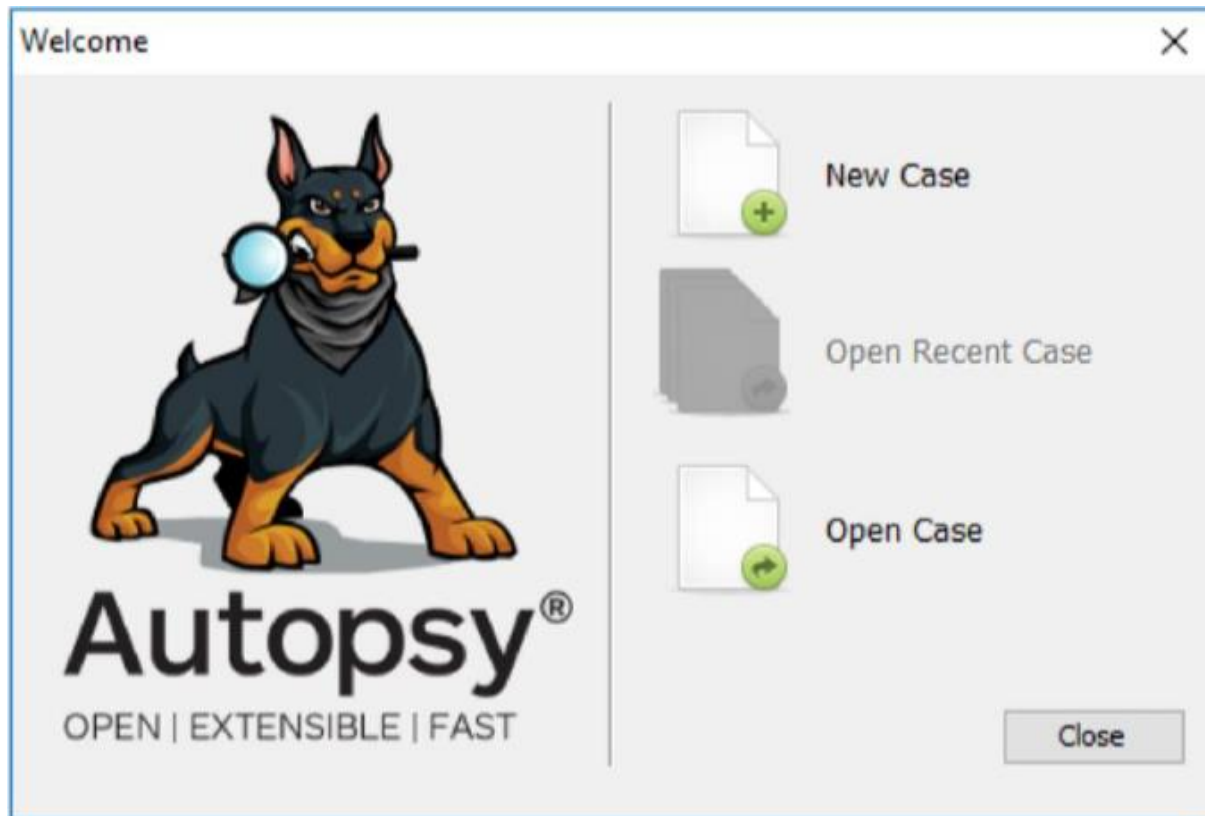 Welcome
New Case
Open Recent Case
Open Case
Autopsy®
OPEN | EXTENSIBLE | FAST
Close